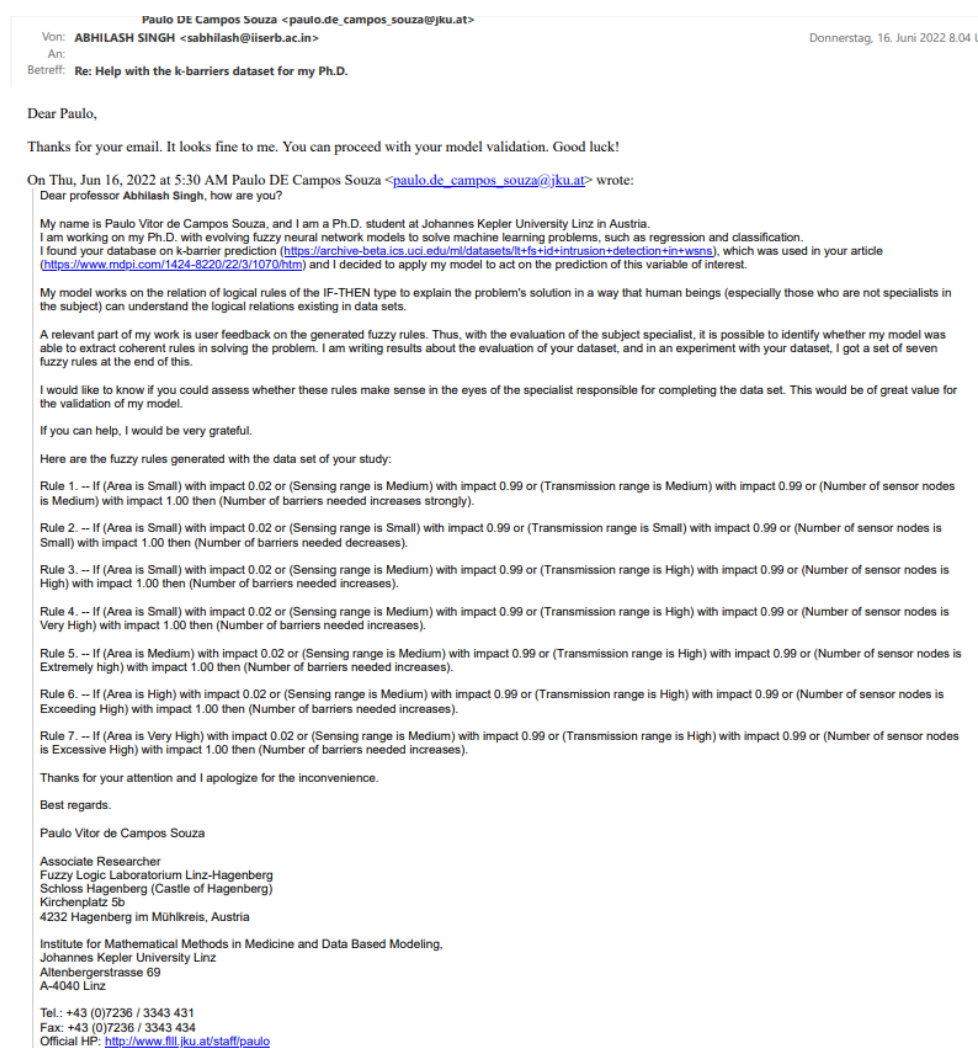 Paulo DE Campos Souza <paulo.de_campos_souza@jku.at>
Von: ABHILASH SINGH <sabhilash@iiserb.ac.in>
Donnerstag, 16. Juni 2022 8.04 U
An:
Betreff: Re: Help with the k-barriers dataset for my Ph.D.
Dear Paulo,
Thanks for your email. It looks fine to me. You can proceed with your model validation. Good luck!
On Thu, Jun 16, 2022 at 5:30 AM Paulo DE Campos Souza <paulo.de_campos_souza@jku.at> wrote:
Dear professor Abhilash Singh, how are you?
My name is Paulo Vitor de Campos Souza, and I am a Ph.D. student at Johannes Kepler University Linz in Austria.
I am working on my Ph.D. with evolving fuzzy neural network models to solve machine learning problems, such as regression and classification.
I found your database on k-barrier prediction (https://archive-beta.ics.uci.edu/ml/datasets/lt+fs+id+intrusion+detection+in+wsns), which was used in your article
(https://www.mdpi.com/1424-8220/22/3/1070/htm) and I decided to apply my model to act on the prediction of this variable of interest.
My model works on the relation of logical rules of the IF-THEN type to explain the problem's solution in a way that human beings (especially those who are not specialists in
the subject) can understand the logical relations existing in data sets.
A relevant part of my work is user feedback on the generated fuzzy rules. Thus, with the evaluation of the subject specialist, it is possible to identify whether my model was
able to extract coherent rules in solving the problem. I am writing results about the evaluation of your dataset, and in an experiment with your dataset, I got a set of seven
fuzzy rules at the end of this.
I would like to know if you could assess whether these rules make sense in the eyes of the specialist responsible for completing the data set. This would be of great value for
the validation of my model.
If you can help, I would be very grateful.
Here are the fuzzy rules generated with the data set of your study:
Rule 1. -- If (Area is Small) with impact 0.02 or (Sensing range is Medium) with impact 0.99 or (Transmission range is Medium) with impact 0.99 or (Number of sensor nodes
is Medium) with impact 1.00 then (Number of barriers needed increases strongly).
Rule 2. -- If (Area is Small) with impact 0.02 or (Sensing range is Small) with impact 0.99 or (Transmission range is Small) with impact 0.99 or (Number of sensor nodes is
Small) with impact 1.00 then (Number of barriers needed decreases).
Rule 3. -- If (Area is Small) with impact 0.02 or (Sensing range is Medium) with impact 0.99 or (Transmission range is High) with impact 0.99 or (Number of sensor nodes is
High) with impact 1.00 then (Number of barriers needed increases).
Rule 4. -- If (Area is Small) with impact 0.02 or (Sensing range is Medium) with impact 0.99 or (Transmission range is High) with impact 0.99 or (Number of sensor nodes is
Very High) with impact 1.00 then (Number of barriers needed increases).
Rule 5. -- If (Area is Medium) with impact 0.02 or (Sensing range is Medium) with impact 0.99 or (Transmission range is High) with impact 0.99 or (Number of sensor nodes is
Extremely high) with impact 1.00 then (Number of barriers needed increases).
Rule 6. -- If (Area is High) with impact 0.02 or (Sensing range is Medium) with impact 0.99 or (Transmission range is High) with impact 0.99 or (Number of sensor nodes is
Exceeding High) with impact 1.00 then (Number of barriers needed increases).
Rule 7. -- If (Area is Very High) with impact 0.02 or (Sensing range is Medium) with impact 0.99 or (Transmission range is High) with impact 0.99 or (Number of sensor nodes
is Excessive High) with impact 1.00 then (Number of barriers needed increases).
Thanks for your attention and I apologize for the inconvenience.
Best regards.
Paulo Vitor de Campos Souza
Associate Researcher
Fuzzy Logic Laboratorium Linz-Hagenberg
Schloss Hagenberg (Castle of Hagenberg)
Kirchenplatz 5b
4232 Hagenberg im Mühlkreis, Austria
Institute for Mathematical Methods in Medicine and Data Based Modeling,
Johannes Kepler University Linz
Altenbergerstrasse 69
A-4040 Linz
Tel.: +43 (0)7236 / 3343 431
Fax: +43 (0)7236 / 3343 434
Official HP: http://www.flll.jku.at/staff/paulo